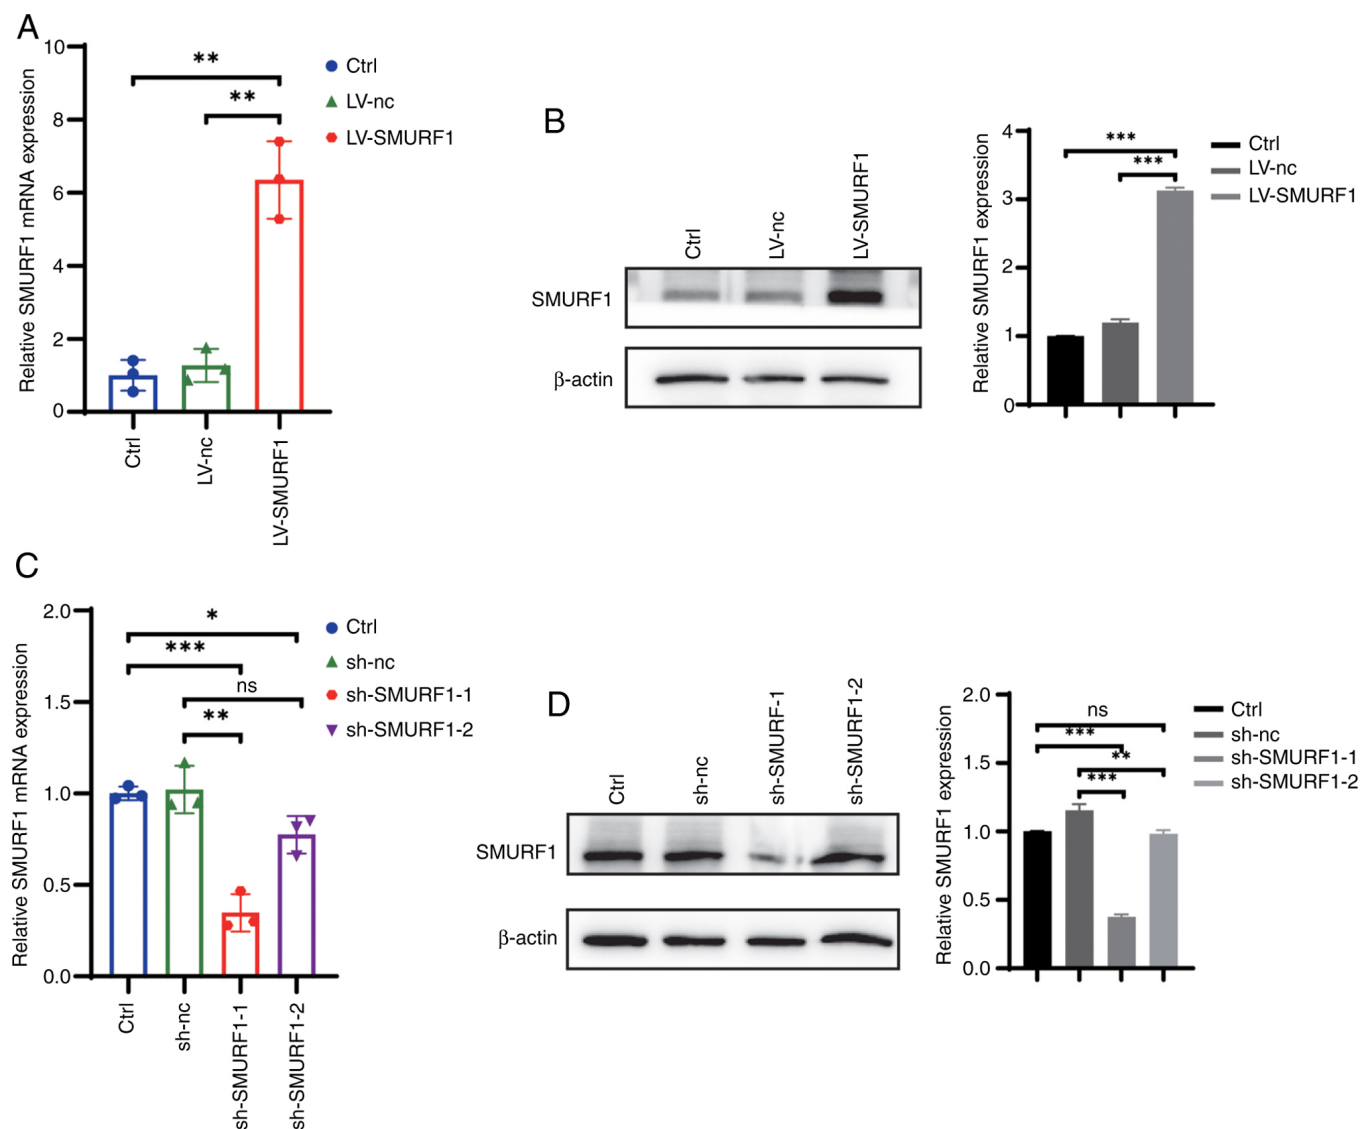 A
Relative SMURF1 mRNA expression
10
8
6
4
2
0
**
**
Ctrl
LV-nc
LV-SMURF1
Ctrl
LV-nc
LV-SMURF1
B
Ctrl
LV-nc
LV-SMURF1
SMURF1
β-actin
Relative SMURF1 expression
4
3
2
1
0
***
***
Ctrl
LV-nc
LV-SMURF1
C
Relative SMURF1 mRNA expression
2.0
1.5
1.0
0.5
0.0
*
***
ns
**
Ctrl
sh-nc
sh-SMURF1-1
sh-SMURF1-2
Ctrl
sh-nc
sh-SMURF1-1
sh-SMURF1-2
D
Ctrl
sh-nc
sh-SMURF-1
sh-SMURF1-2
SMURF1
β-actin
Relative SMURF1 expression
2.0
1.5
1.0
0.5
0.0
ns
***
**
***
Ctrl
sh-nc
sh-SMURF1-1
sh-SMURF1-2